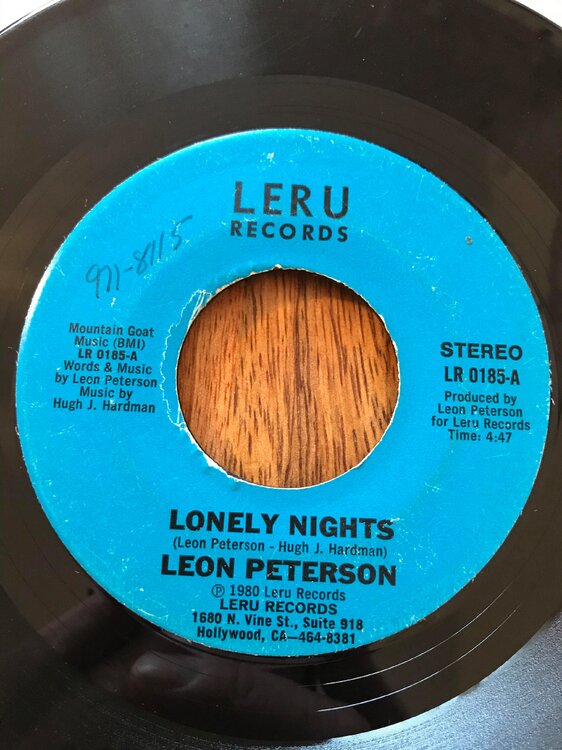 LERU
RECORDS
971-8115
Mountain Goat
Music (BMI)
LR 0185-A
Words & Music
by Leon Peterson
Music by
Hugh J. Hardman
STEREO
LR 0185-A
Produced by
Leon Peterson
for Leru Records
Time: 4:47
LONELY NIGHTS
(Leon Peterson - Hugh J. Hardman)
LEON PETERSON
℗ 1980 Leru Records
LERU RECORDS
1680 N. Vine St., Suite 918
Hollywood, CA—464-8381